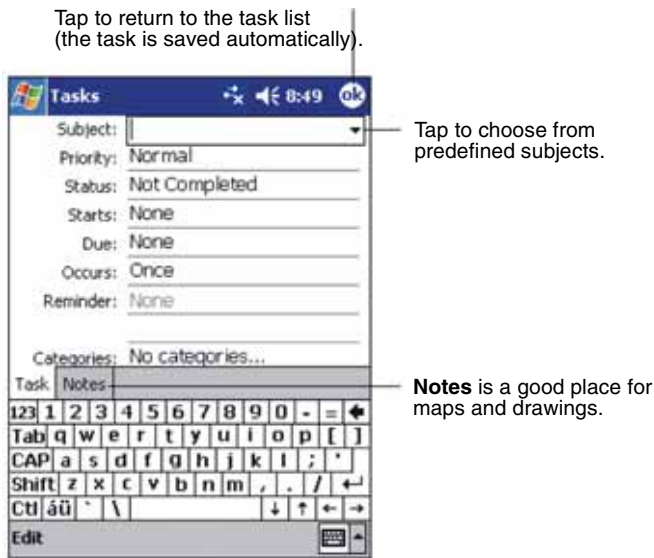 Tap to return to the task list
(the task is saved automatically).
Tasks 8:49 ok
Subject:
Tap to choose from
predefined subjects.
Priority: Normal
Status: Not Completed
Starts: None
Due: None
Occurs: Once
Reminder: None
Categories: No categories...
Task Notes
Notes is a good place for
maps and drawings.
123 1 2 3 4 5 6 7 8 9 0 - =
Tab q w e r t y u i o p [ ]
CAP a s d f g h j k l ; '
Shift z x c v b n m , . /
Ctl áü ` \
Edit